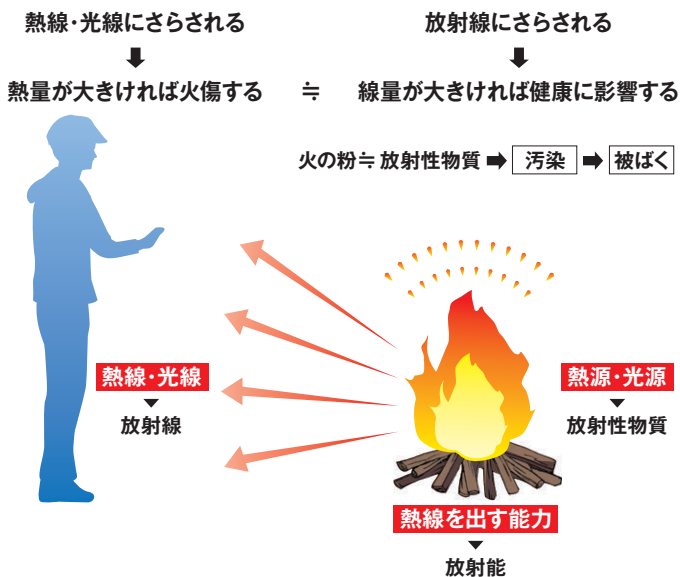 熱線・光線にさらされる
放射線にさらされる
熱量が大きければ火傷する ≒ 線量が大きければ健康に影響する
火の粉≒放射性物質➡汚染➡被ばく
熱線・光線
放射線
熱源・光源
放射性物質
熱線を出す能力
放射能